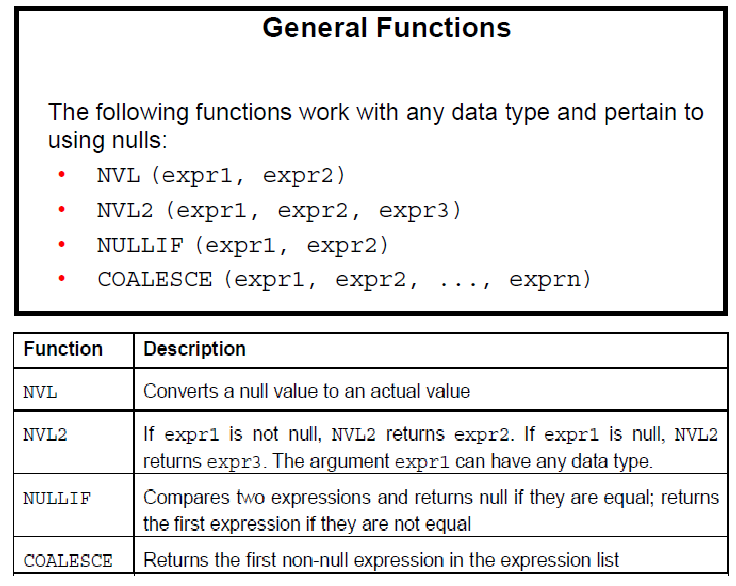 General Functions
The following functions work with any data type and pertain to
using nulls:
• NVL (expr1, expr2)
• NVL2 (expr1, expr2, expr3)
• NULLIF (expr1, expr2)
• COALESCE (expr1, expr2, ..., exprn)
Function Description
NVL Converts a null value to an actual value
NVL2 If expr1 is not null, NVL2 returns expr2. If expr1 is null, NVL2
returns expr3. The argument expr1 can have any data type.
NULLIF Compares two expressions and returns null if they are equal; returns
the first expression if they are not equal
COALESCE Returns the first non-null expression in the expression list